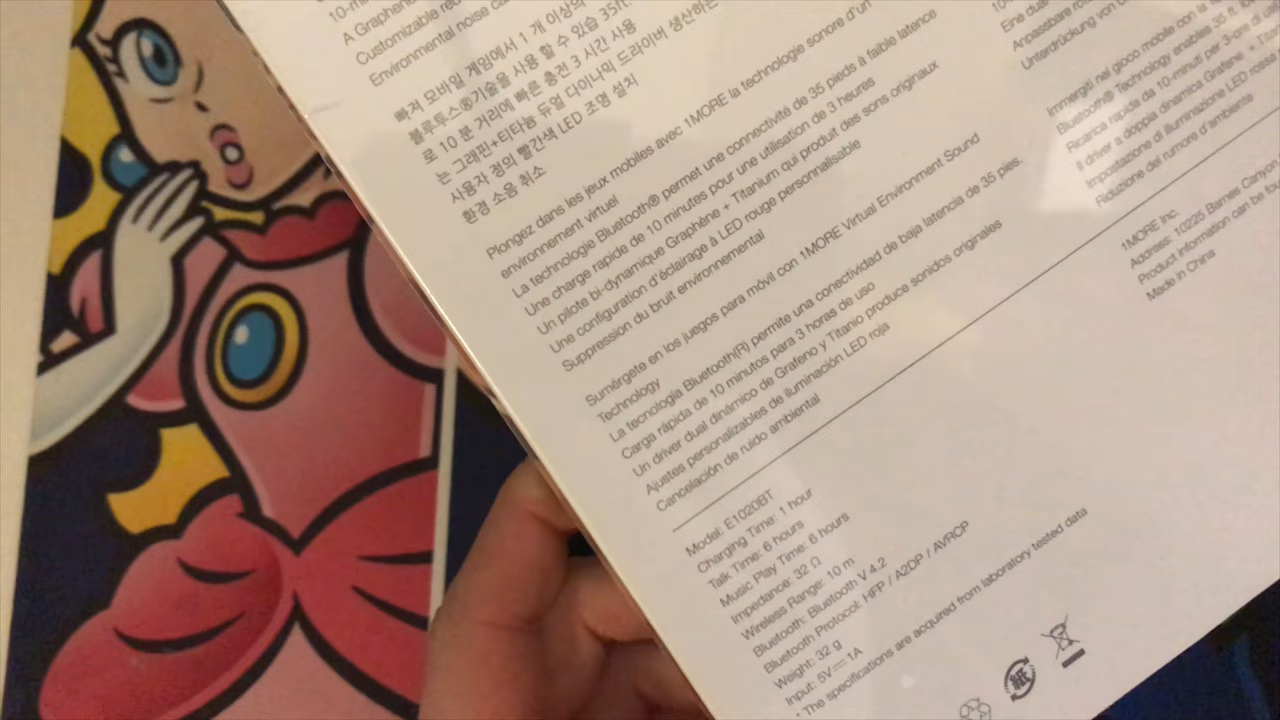 10-m
A Graphene
Customizable rec
Environmental noise ca
빠져 모바일 게임에서 1 개 이상의
블루투스®기술을 사용 할 수 있습 35ft.
로 10 분 거리에 빠른 충전 3 시간 사용
는 그래핀+티타늄 듀얼 다이나믹 드라이버 생산하는
사용자 정의 빨간색 LED 조명 설치
환경 소음 취소
Plongez dans les jeux mobiles avec 1MORE la technologie sonore d'un
environnement virtuel
La technologie Bluetooth® permet une connectivité de 35 pieds à faible latence
Une charge rapide de 10 minutes pour une utilisation de 3 heures
Un pilote bi-dynamique Graphène + Titanium qui produit des sons originaux
Une configuration d'éclairage à LED rouge personnalisable
Suppression du bruit environnemental
Sumérgete en los juegos para móvil con 1MORE Virtual Environment Sound
Technology
La tecnología Bluetooth(R) permite una conectividad de baja latencia de 35 pies.
Carga rápida de 10 minutos para 3 horas de uso
Un driver dual dinámico de Grafeno y Titanio produce sonidos originales
Ajustes personalizables de iluminación LED roja
Cancelación de ruido ambiental
Model: E1020BT
Charging Time: 1 hour
Talk Time: 6 hours
Music Play Time: 6 hours
Impedance: 32 Ω
Wireless Range: 10 m
Bluetooth: Bluetooth V 4.2
Bluetooth Protocol: HFP / A2DP / AVRCP
Weight: 32 g
Input: 5V⎓1A
* The specifications are acquired from laboratory tested data
紙
10-
Eine dua
Anpassbare ro
Unterdrückung von U
Immergiti nel gioco mobile con la
Bluetooth® Technology enables 35 ft. lo
Ricarica rapida da 10-minuti per 3-ore di
Il driver a doppia dinamica Grafene + Tita
Impostazione di illuminazione LED rossa
Riduzione del rumore d'ambiente
1MORE Inc.
Address: 10225 Barnes Canyon
Product information can be fo
Made in China